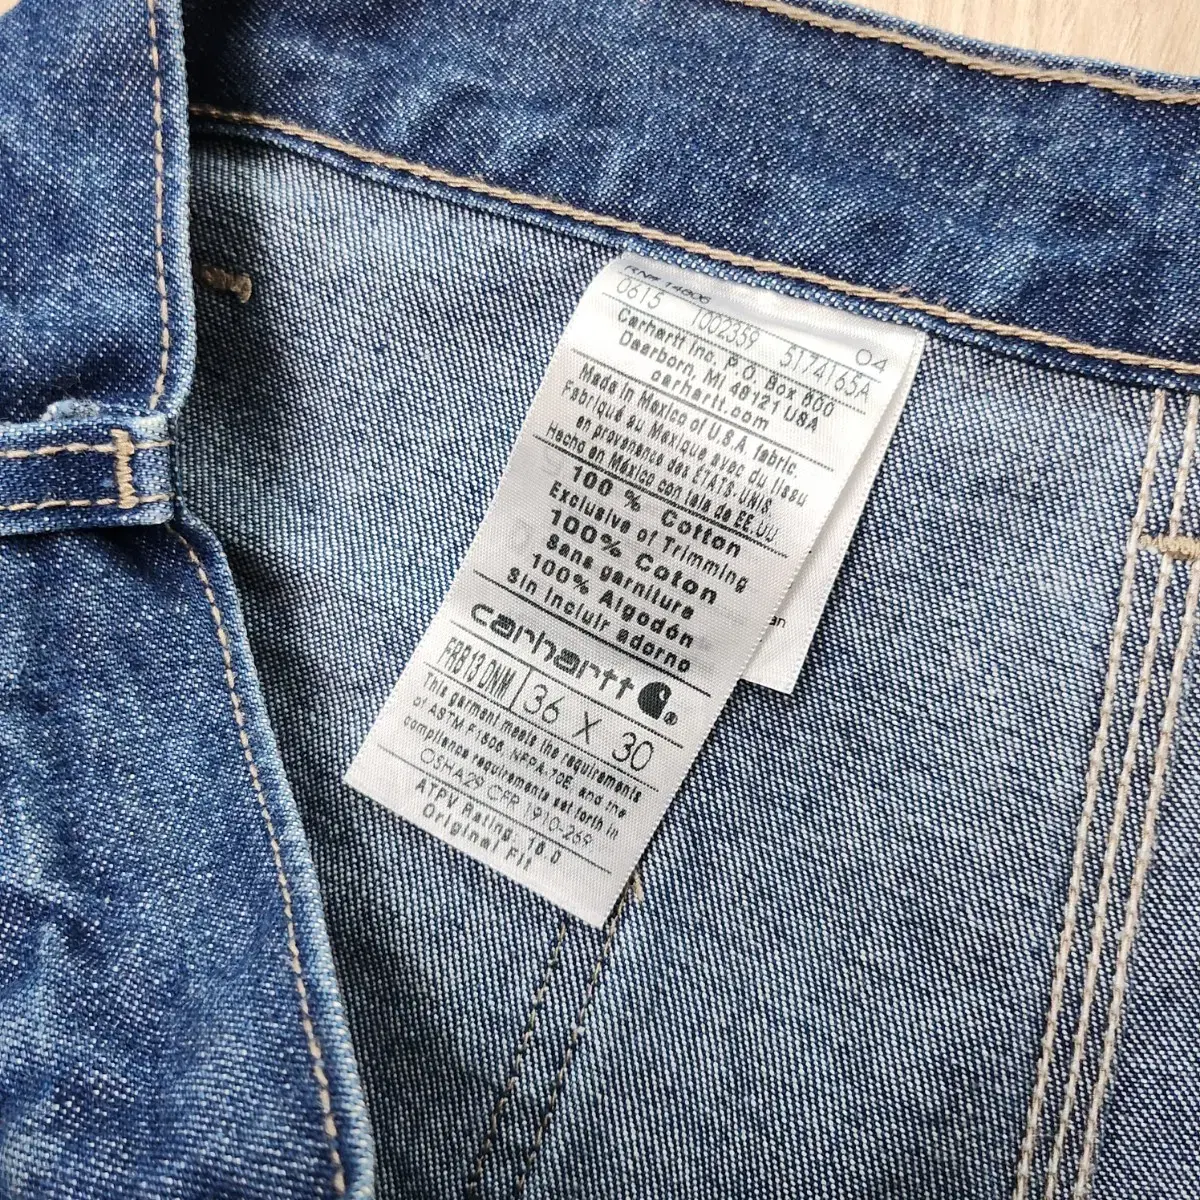 RN# 14806
0615 1002359 5174165A 04
Carhartt Inc. P.O. Box 600
Dearborn, MI 48121 USA
carhartt.com
Made in Mexico of U.S.A. fabric
Fabriqué au Mexique avec du tissu
en provenance des ÉTATS-UNIS.
Hecho en México con tela de EE.UU
100 % Cotton
Exclusive of Trimming
100% Coton
Sans garniture
100% Algodón
Sin incluir adorno
carhartt ®
FRB13 DNM 36 X 30
This garment meets the requirements
of ASTM F1506, NFPA-70E and the
compliance requirements set forth in
OSHA29 CFR 1910-269
ATPV Rating, 16.0
Original Fit